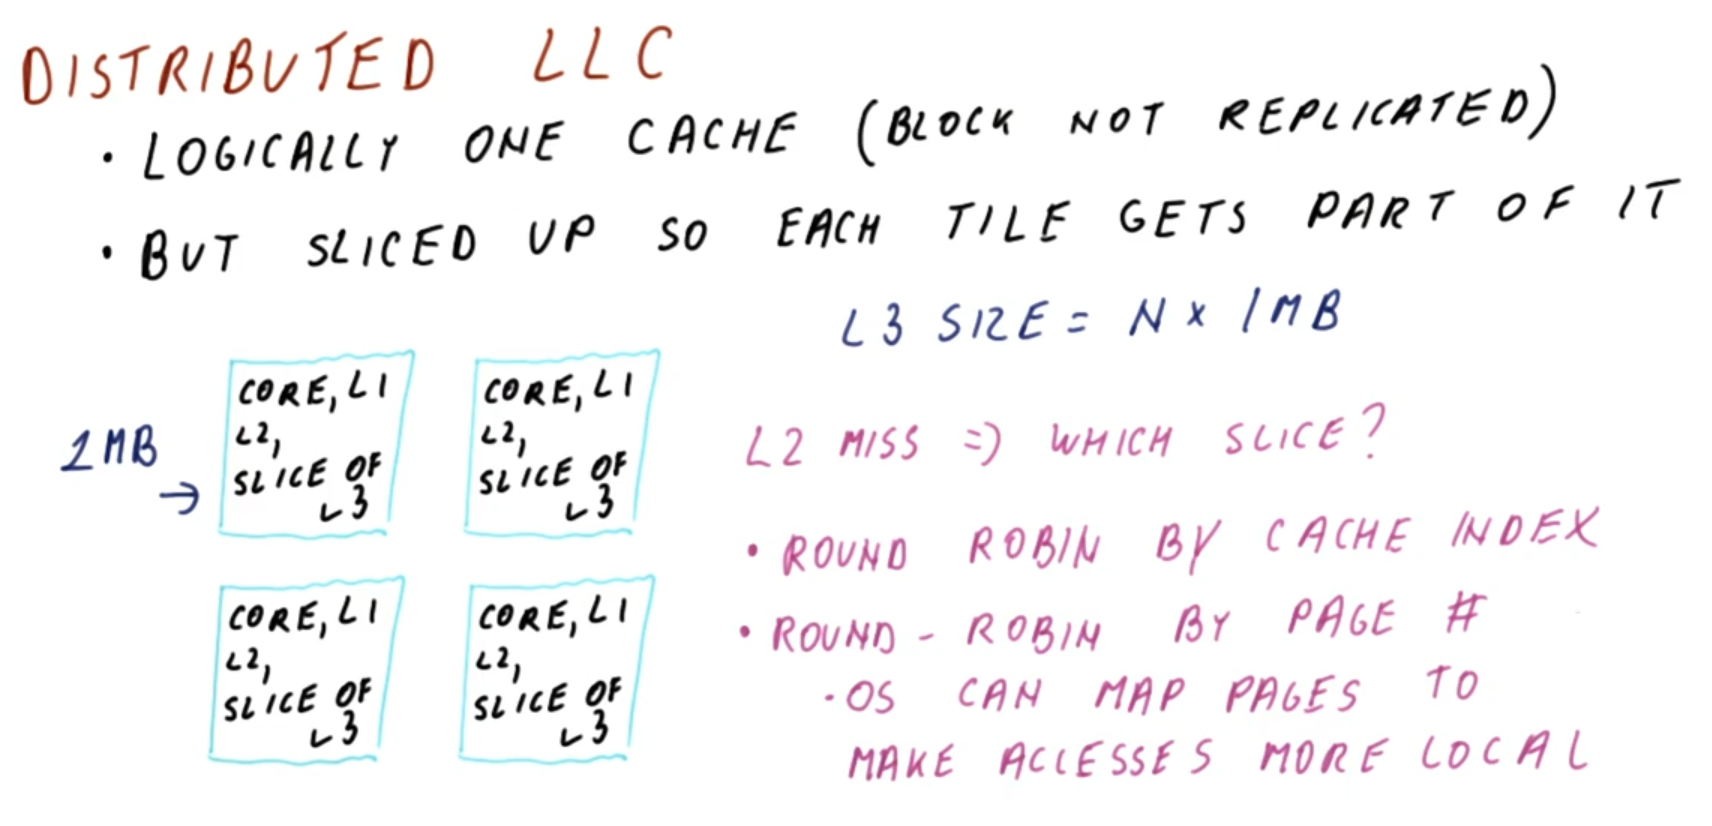 DISTRIBUTED LLC
• LOGICALLY ONE CACHE (BLOCK NOT REPLICATED)
• BUT SLICED UP SO EACH TILE GETS PART OF IT
L3 SIZE = N × 1MB
1MB →
CORE, L1
L2,
SLICE OF
L3
CORE, L1
L2,
SLICE OF
L3
CORE, L1
L2,
SLICE OF
L3
CORE, L1
L2,
SLICE OF
L3
L2 MISS => WHICH SLICE?
• ROUND ROBIN BY CACHE INDEX
• ROUND - ROBIN BY PAGE #
• OS CAN MAP PAGES TO
MAKE ACCESSES MORE LOCAL